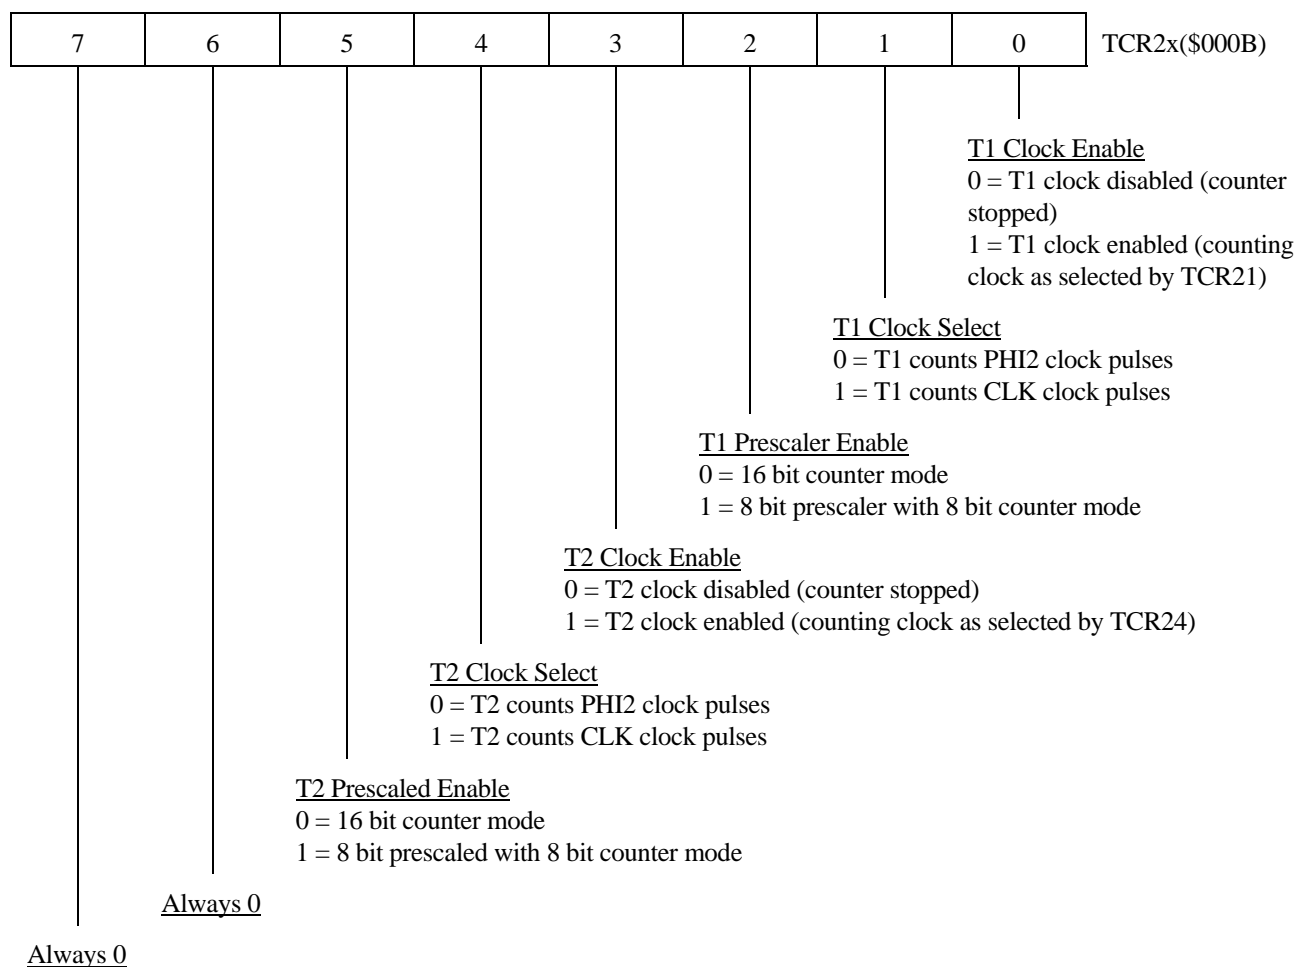 7 6 5 4 3 2 1 0 TCR2x($000B)
T1 Clock Enable
0 = T1 clock disabled (counter
stopped)
1 = T1 clock enabled (counting
clock as selected by TCR21)
T1 Clock Select
0 = T1 counts PHI2 clock pulses
1 = T1 counts CLK clock pulses
T1 Prescaler Enable
0 = 16 bit counter mode
1 = 8 bit prescaler with 8 bit counter mode
T2 Clock Enable
0 = T2 clock disabled (counter stopped)
1 = T2 clock enabled (counting clock as selected by TCR24)
T2 Clock Select
0 = T2 counts PHI2 clock pulses
1 = T2 counts CLK clock pulses
T2 Prescaled Enable
0 = 16 bit counter mode
1 = 8 bit prescaled with 8 bit counter mode
Always 0
Always 0